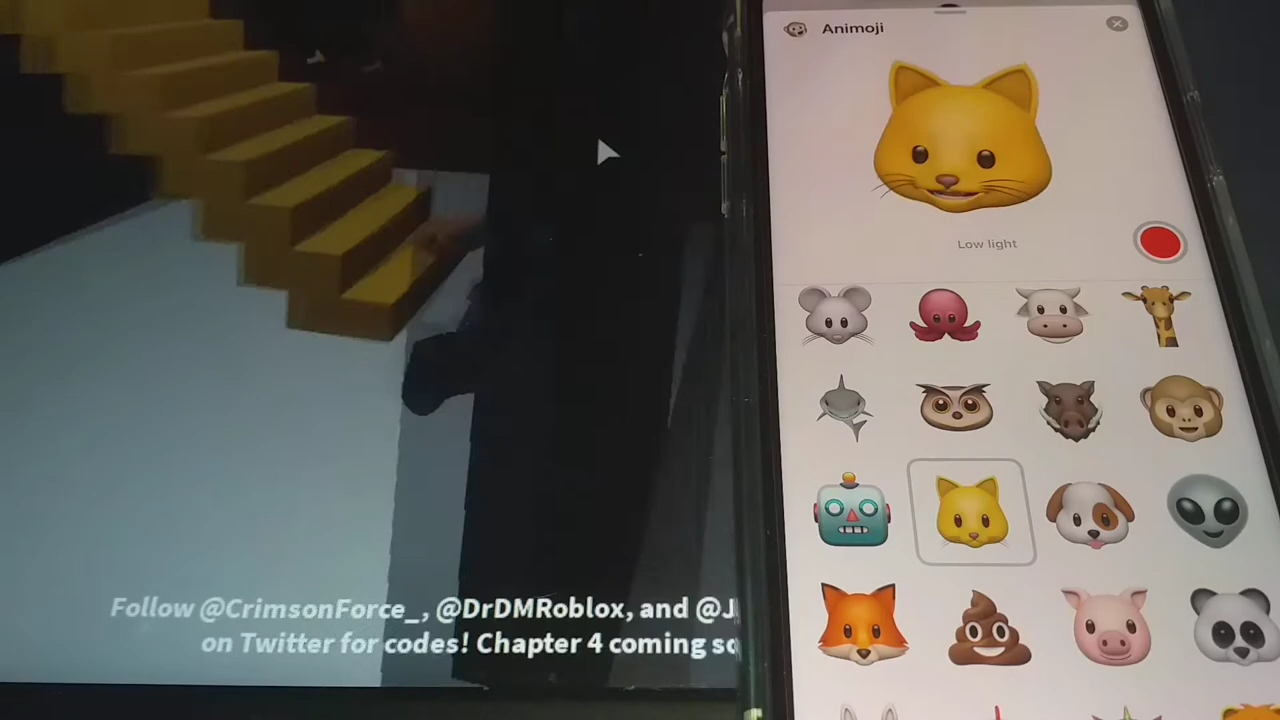 Animoji
Low light
Follow @CrimsonForce_, @DrDMRoblox, and
on Twitter for codes! Chapter 4 coming